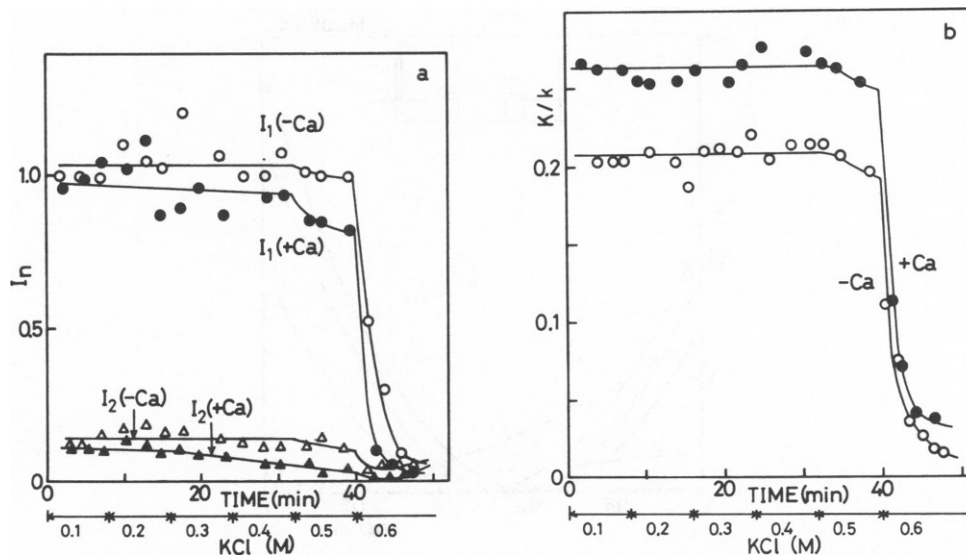 a
I₁(-Ca)
1.0
I₁(+Ca)
Iₙ
0.5
I₂(-Ca)
I₂(+Ca)
0
0 20 40
TIME(min)
0.1 0.2 0.3 0.4 0.5 0.6
KCl (M)
b
K/k
0.2
-Ca +Ca
0.1
0
0 20 40
TIME(min)
0.1 0.2 0.3 0.4 0.5 0.6
KCl (M)